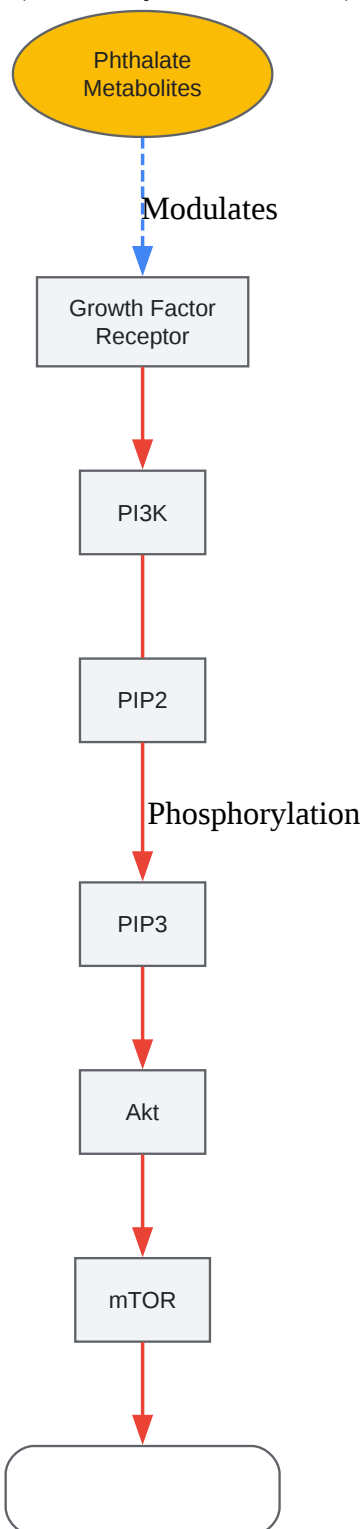 Phthalate
Metabolites
Modulates
Growth Factor
Receptor
PI3K
PIP2
Phosphorylation
PIP3
Akt
mTOR